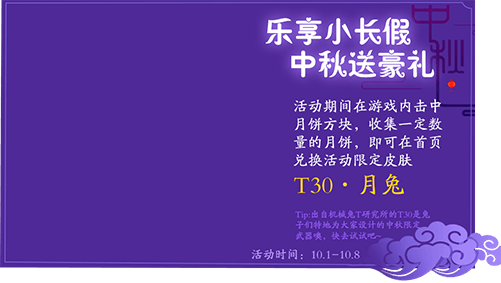 乐享小长假
中秋送豪礼
中秋
活动期间在游戏内击中
月饼方块，收集一定数
量的月饼，即可在首页
兑换活动限定皮肤
T30·月兔
Tip:出自机械兔T研究所的T30是兔
子们特地为大家设计的中秋限定
武器噢，快去试试吧~
活动时间：10.1-10.8